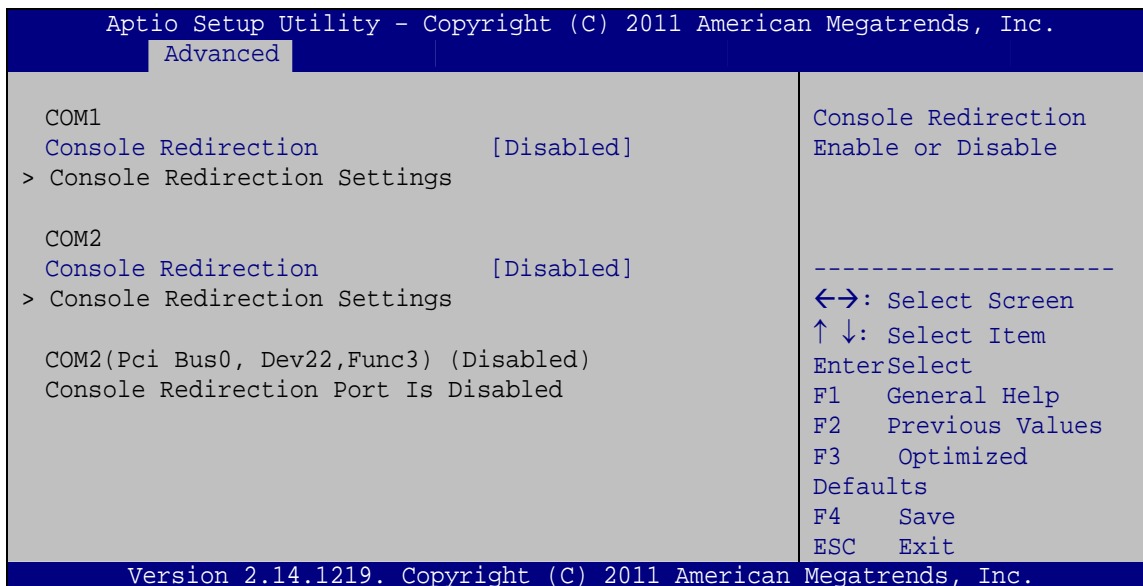 Aptio Setup Utility – Copyright (C) 2011 American Megatrends, Inc.
Advanced
COM1
Console Redirection [Disabled]
> Console Redirection Settings
COM2
Console Redirection [Disabled]
> Console Redirection Settings
COM2(Pci Bus0, Dev22,Func3) (Disabled)
Console Redirection Port Is Disabled
Console Redirection
Enable or Disable
---------------------
←→: Select Screen
↑ ↓: Select Item
EnterSelect
F1 General Help
F2 Previous Values
F3 Optimized
Defaults
F4 Save
ESC Exit
Version 2.14.1219. Copyright (C) 2011 American Megatrends, Inc.